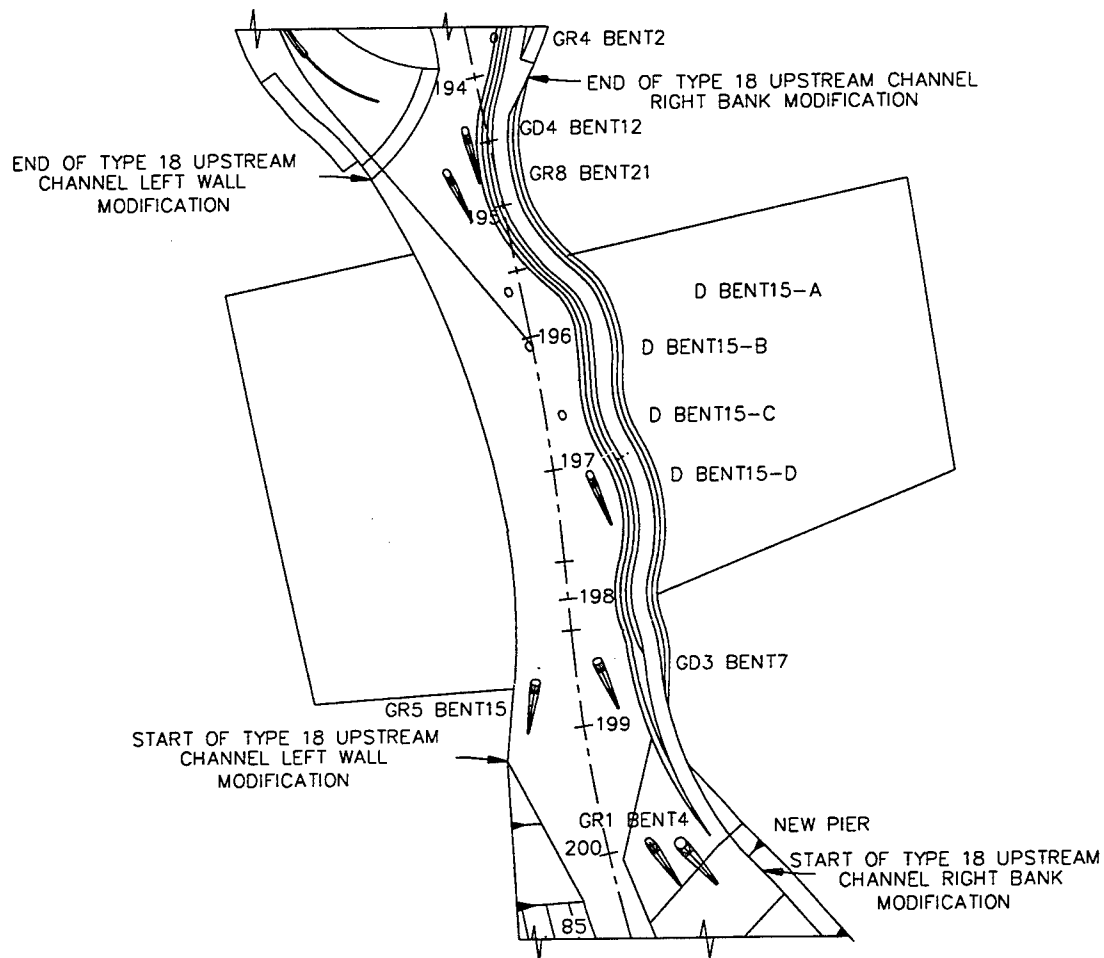 GR4 BENT2
194
END OF TYPE 18 UPSTREAM CHANNEL
RIGHT BANK MODIFICATION
GD4 BENT12
END OF TYPE 18 UPSTREAM
CHANNEL LEFT WALL
MODIFICATION
GR8 BENT21
195
D BENT15-A
196
D BENT15-B
D BENT15-C
197
D BENT15-D
198
GD3 BENT7
GR5 BENT15
199
START OF TYPE 18 UPSTREAM
CHANNEL LEFT WALL
MODIFICATION
GR1 BENT4
NEW PIER
200
START OF TYPE 18 UPSTREAM
CHANNEL RIGHT BANK
MODIFICATION
85